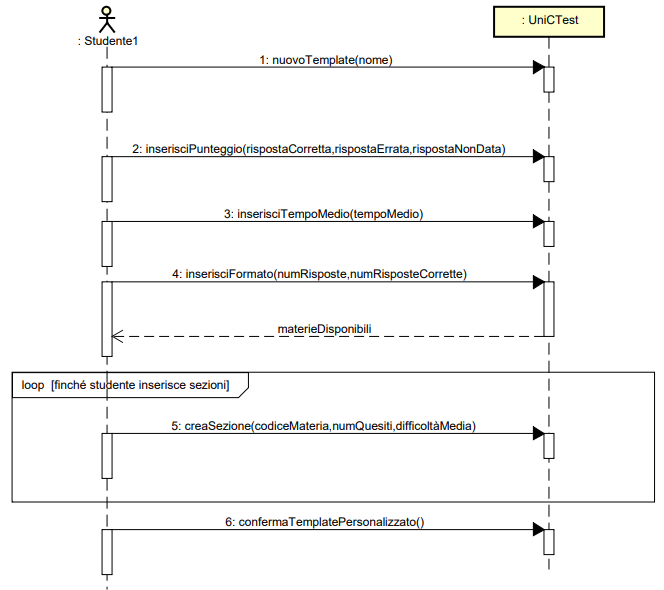 : Studente1
: UniCTest
1: nuovoTemplate(nome)
2: inserisciPunteggio(rispostaCorretta,rispostaErrata,rispostaNonData)
3: inserisciTempoMedio(tempoMedio)
4: inserisciFormato(numRisposte,numRisposteCorrette)
materieDisponibili
loop [finché studente inserisce sezioni]
5: creaSezione(codiceMateria,numQuesiti,difficoltàMedia)
6: confermaTemplatePersonalizzato()